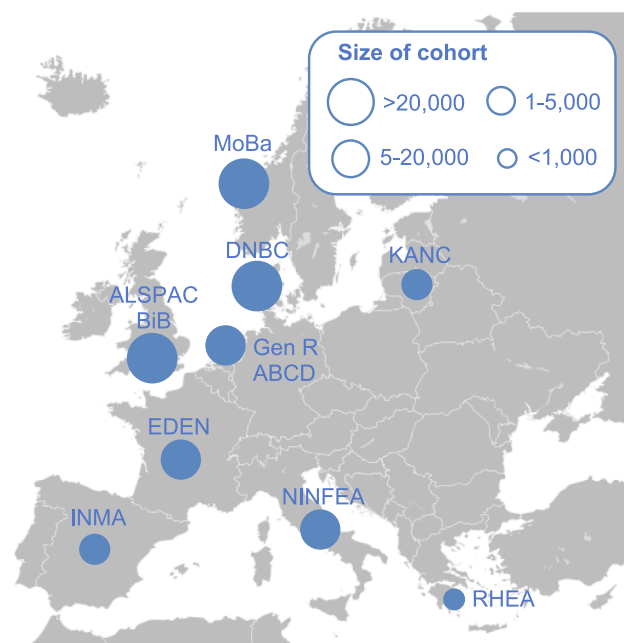 Size of cohort
>20,000
1-5,000
5-20,000
<1,000
MoBa
DNBC
KANC
ALSPAC
BiB
Gen R
ABCD
EDEN
NINFEA
INMA
RHEA